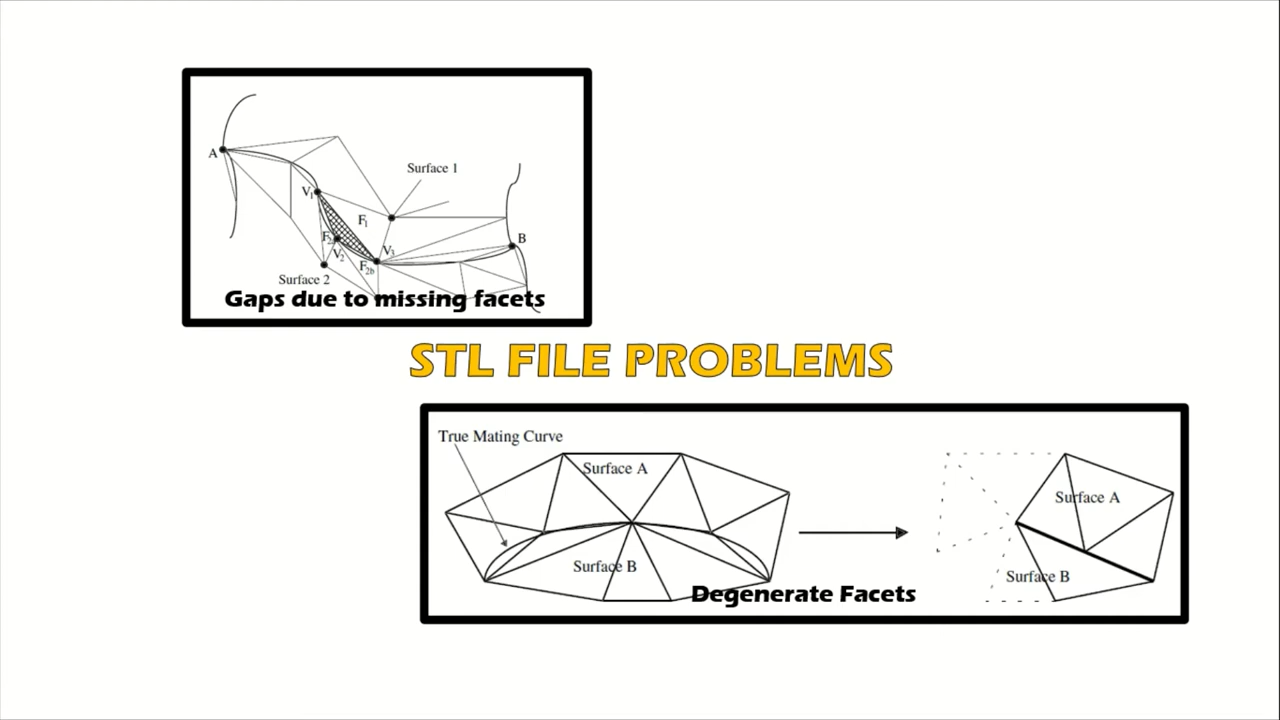 Surface 1
A
V1
F1
B
F2a
V2
V3
F2b
Surface 2
Gaps due to missing facets
STL FILE PROBLEMS
True Mating Curve
Surface A
Surface A
Surface B
Surface B
Degenerate Facets